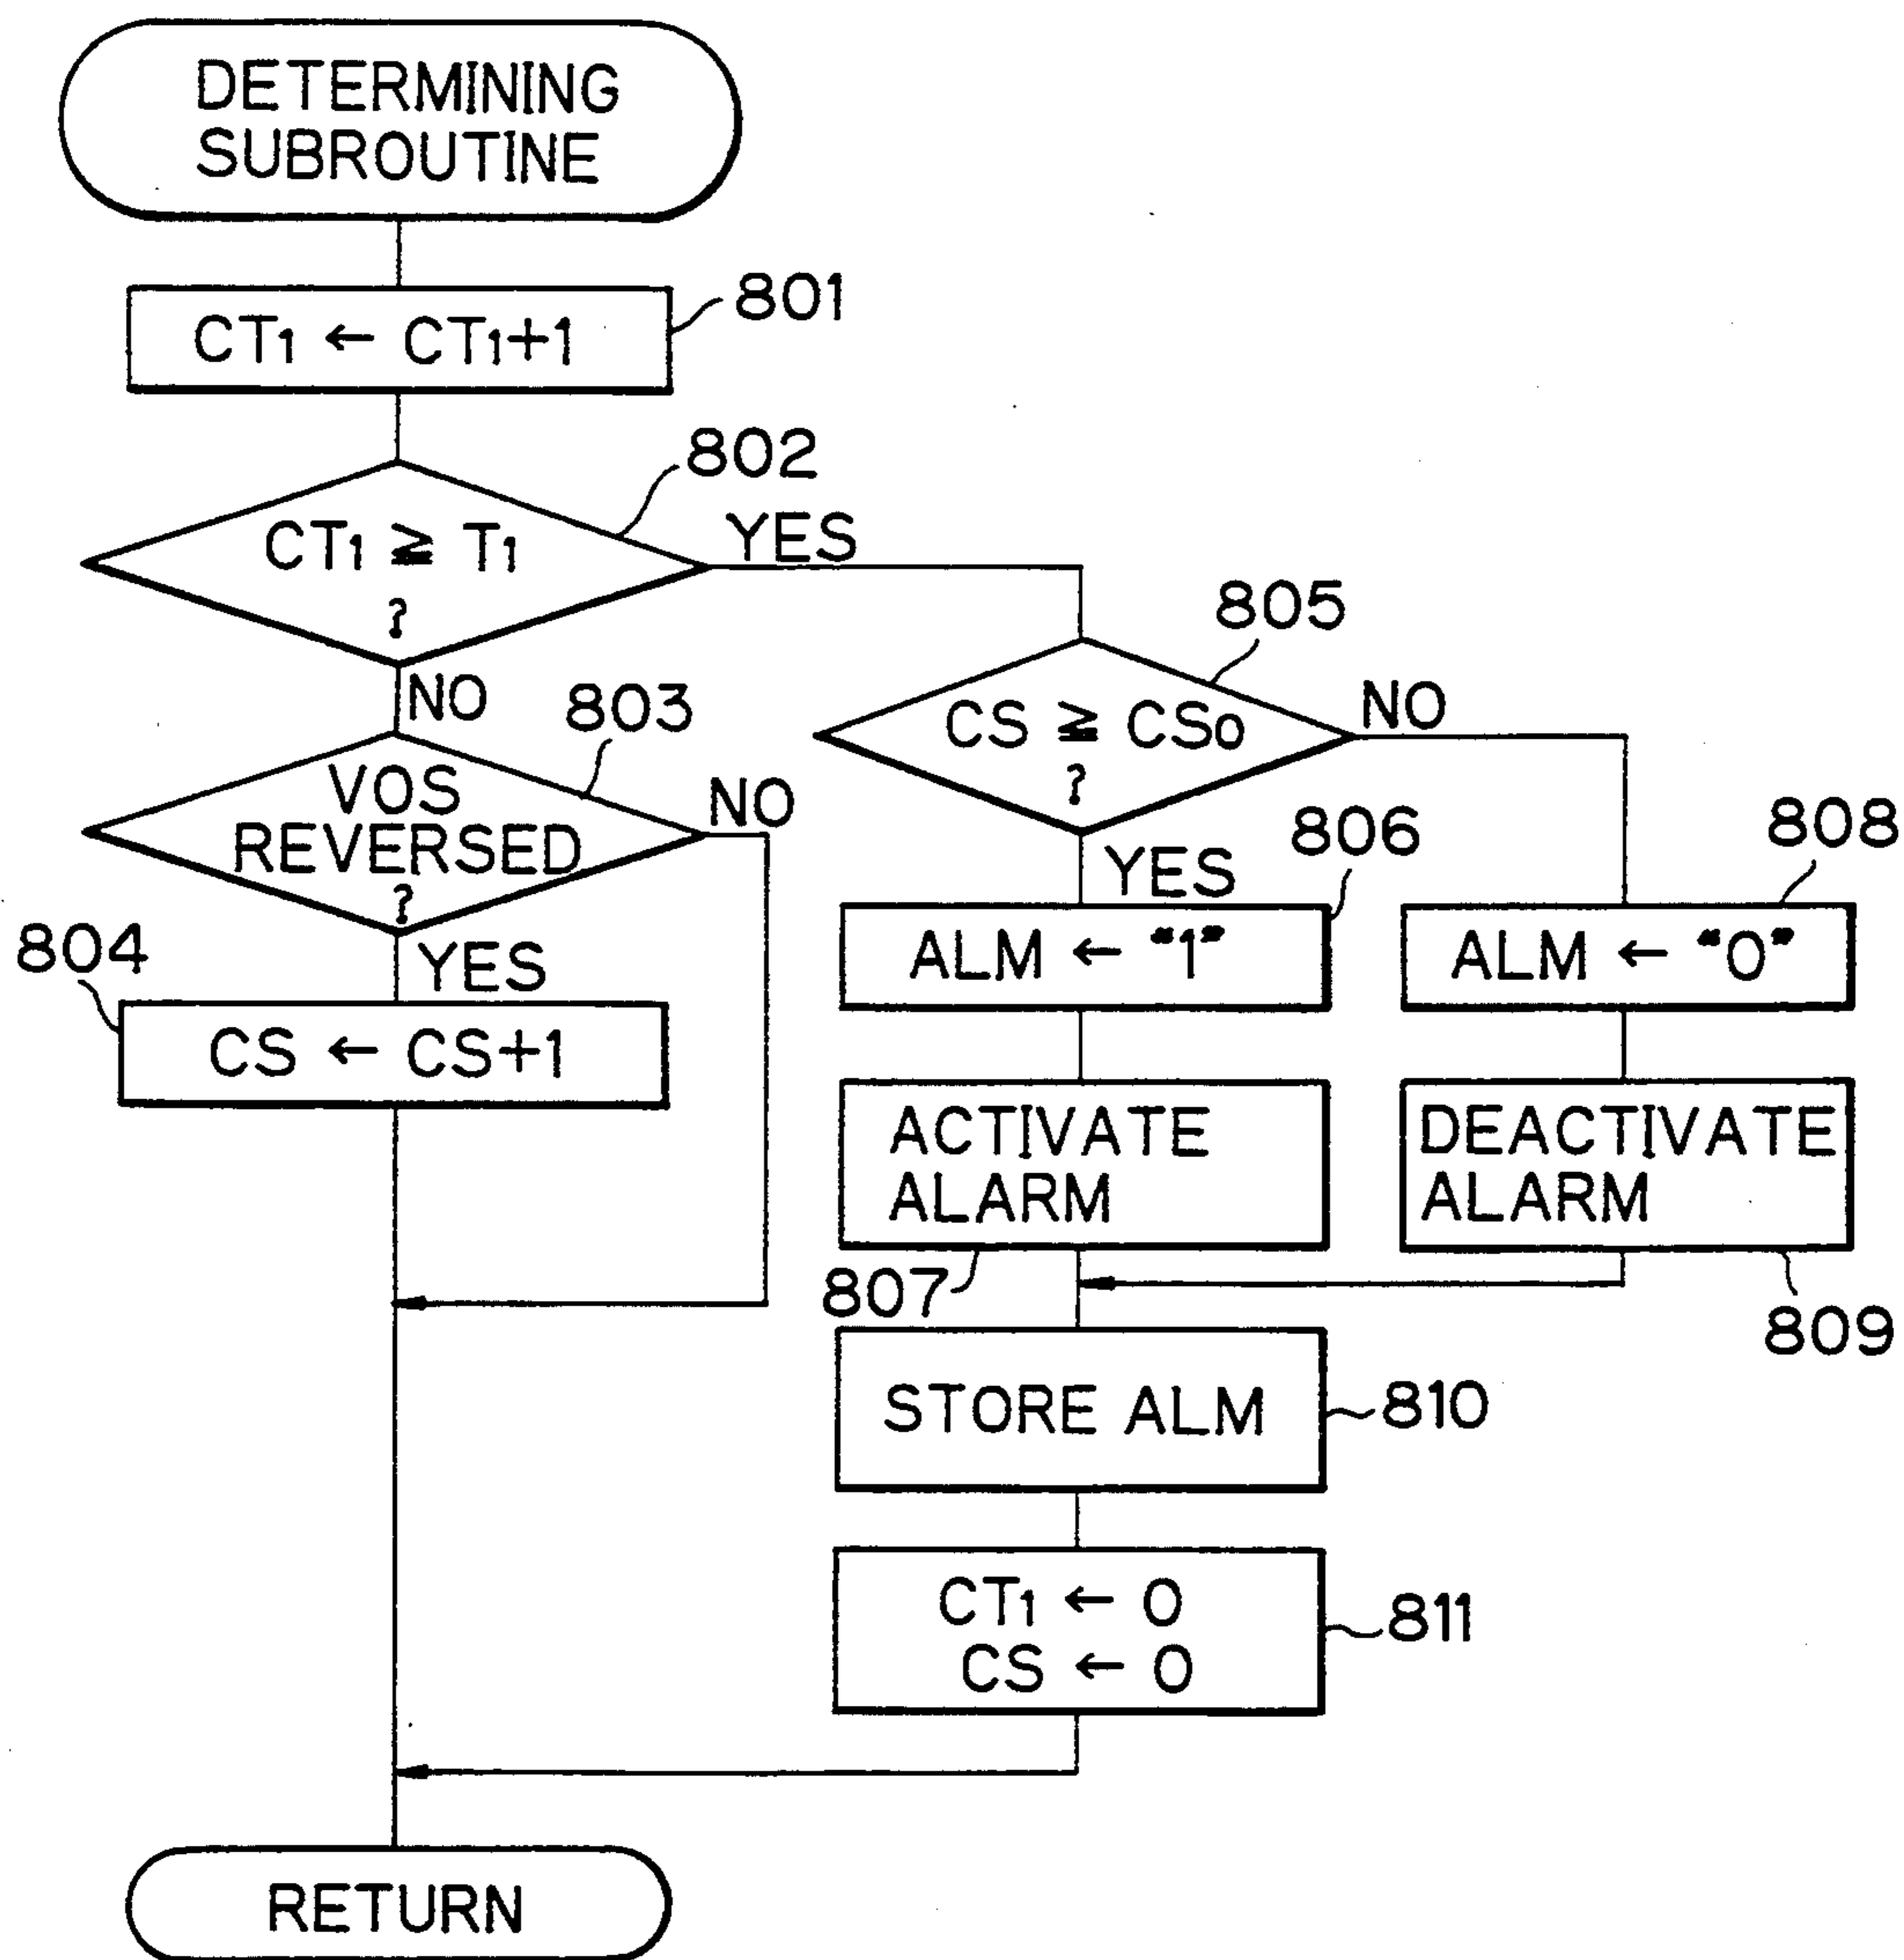 DETERMINING
SUBROUTINE
801
CT1 ← CT1+1
802
CT1 ≧ T1
?
YES
NO
803
VOS
REVERSED
?
NO
YES
804
CS ← CS+1
805
CS ≧ CS0
?
NO
YES
806
ALM ← "1"
808
ALM ← "0"
ACTIVATE
ALARM
807
DEACTIVATE
ALARM
809
STORE ALM
810
CT1 ← 0
CS ← 0
811
RETURN